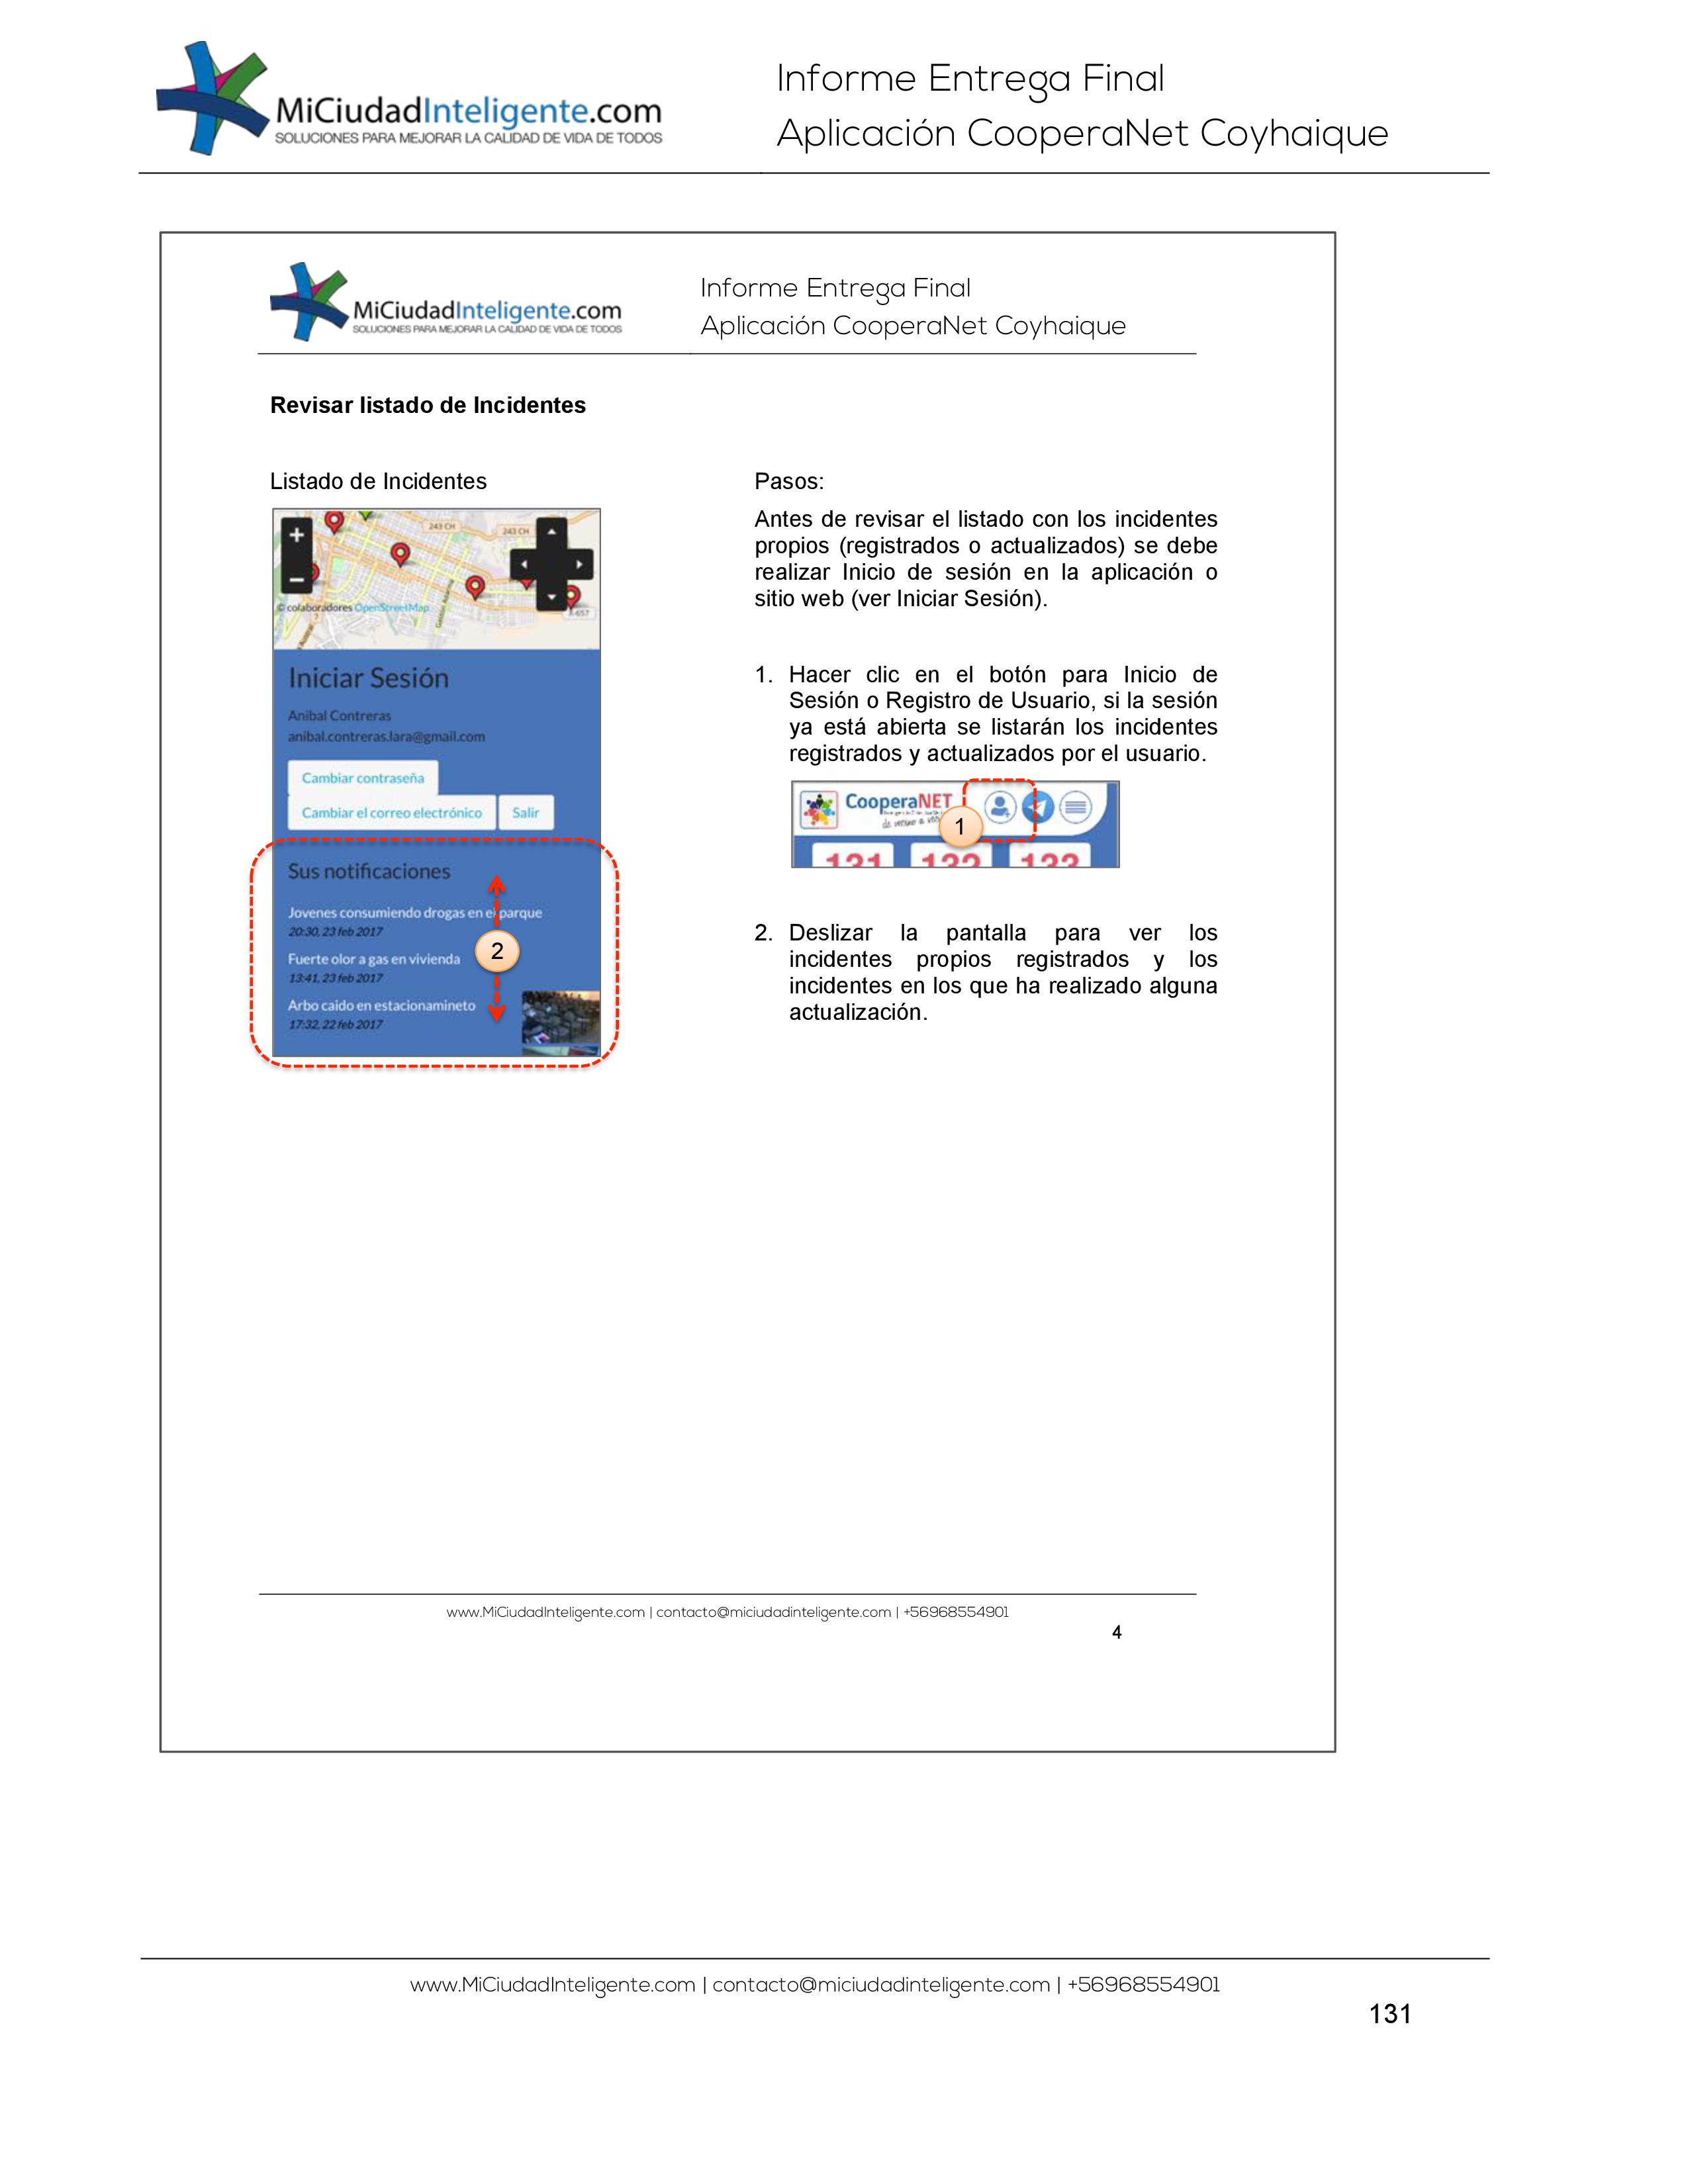 MiCiudadInteligente.com
SOLUCIONES PARA MEJORAR LA CALIDAD DE VIDA DE TODOS
Informe Entrega Final
Aplicación CooperaNet Coyhaique
MiCiudadInteligente.com
SOLUCIONES PARA MEJORAR LA CALIDAD DE VIDA DE TODOS
Informe Entrega Final
Aplicación CooperaNet Coyhaique
Revisar listado de Incidentes
Listado de Incidentes
243 CH
243 CH
© colaboradores OpenStreetMap
Iniciar Sesión
Anibal Contreras
anibal.contreras.lara@gmail.com
Cambiar contraseña
Cambiar el correo electrónico
Salir
Sus notificaciones
Jovenes consumiendo drogas en el parque
20:30, 23 feb 2017
Fuerte olor a gas en vivienda
2
13:41, 23 feb 2017
Arbo caido en estacionamineto
17:32, 22 feb 2017
Pasos:
Antes de revisar el listado con los incidentes
propios (registrados o actualizados) se debe
realizar Inicio de sesión en la aplicación o
sitio web (ver Iniciar Sesión).
1. Hacer clic en el botón para Inicio de
Sesión o Registro de Usuario, si la sesión
ya está abierta se listarán los incidentes
registrados y actualizados por el usuario.
CooperaNET
de vecino a
1
131 132 133
2. Deslizar la pantalla para ver los
incidentes propios registrados y los
incidentes en los que ha realizado alguna
actualización.
www.MiCiudadInteligente.com | contacto@miciudadinteligente.com | +56968554901
4
www.MiCiudadInteligente.com | contacto@miciudadinteligente.com | +56968554901
131